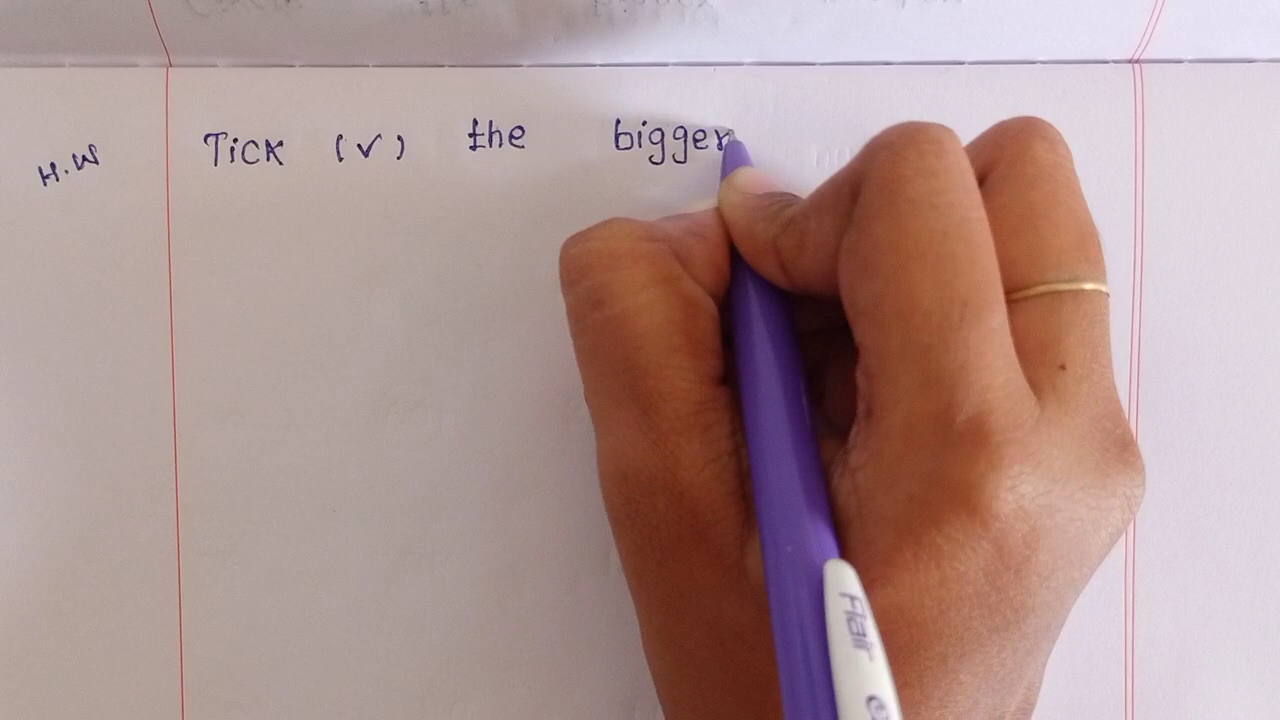 H.W Tick (✓) the bigger
Flair